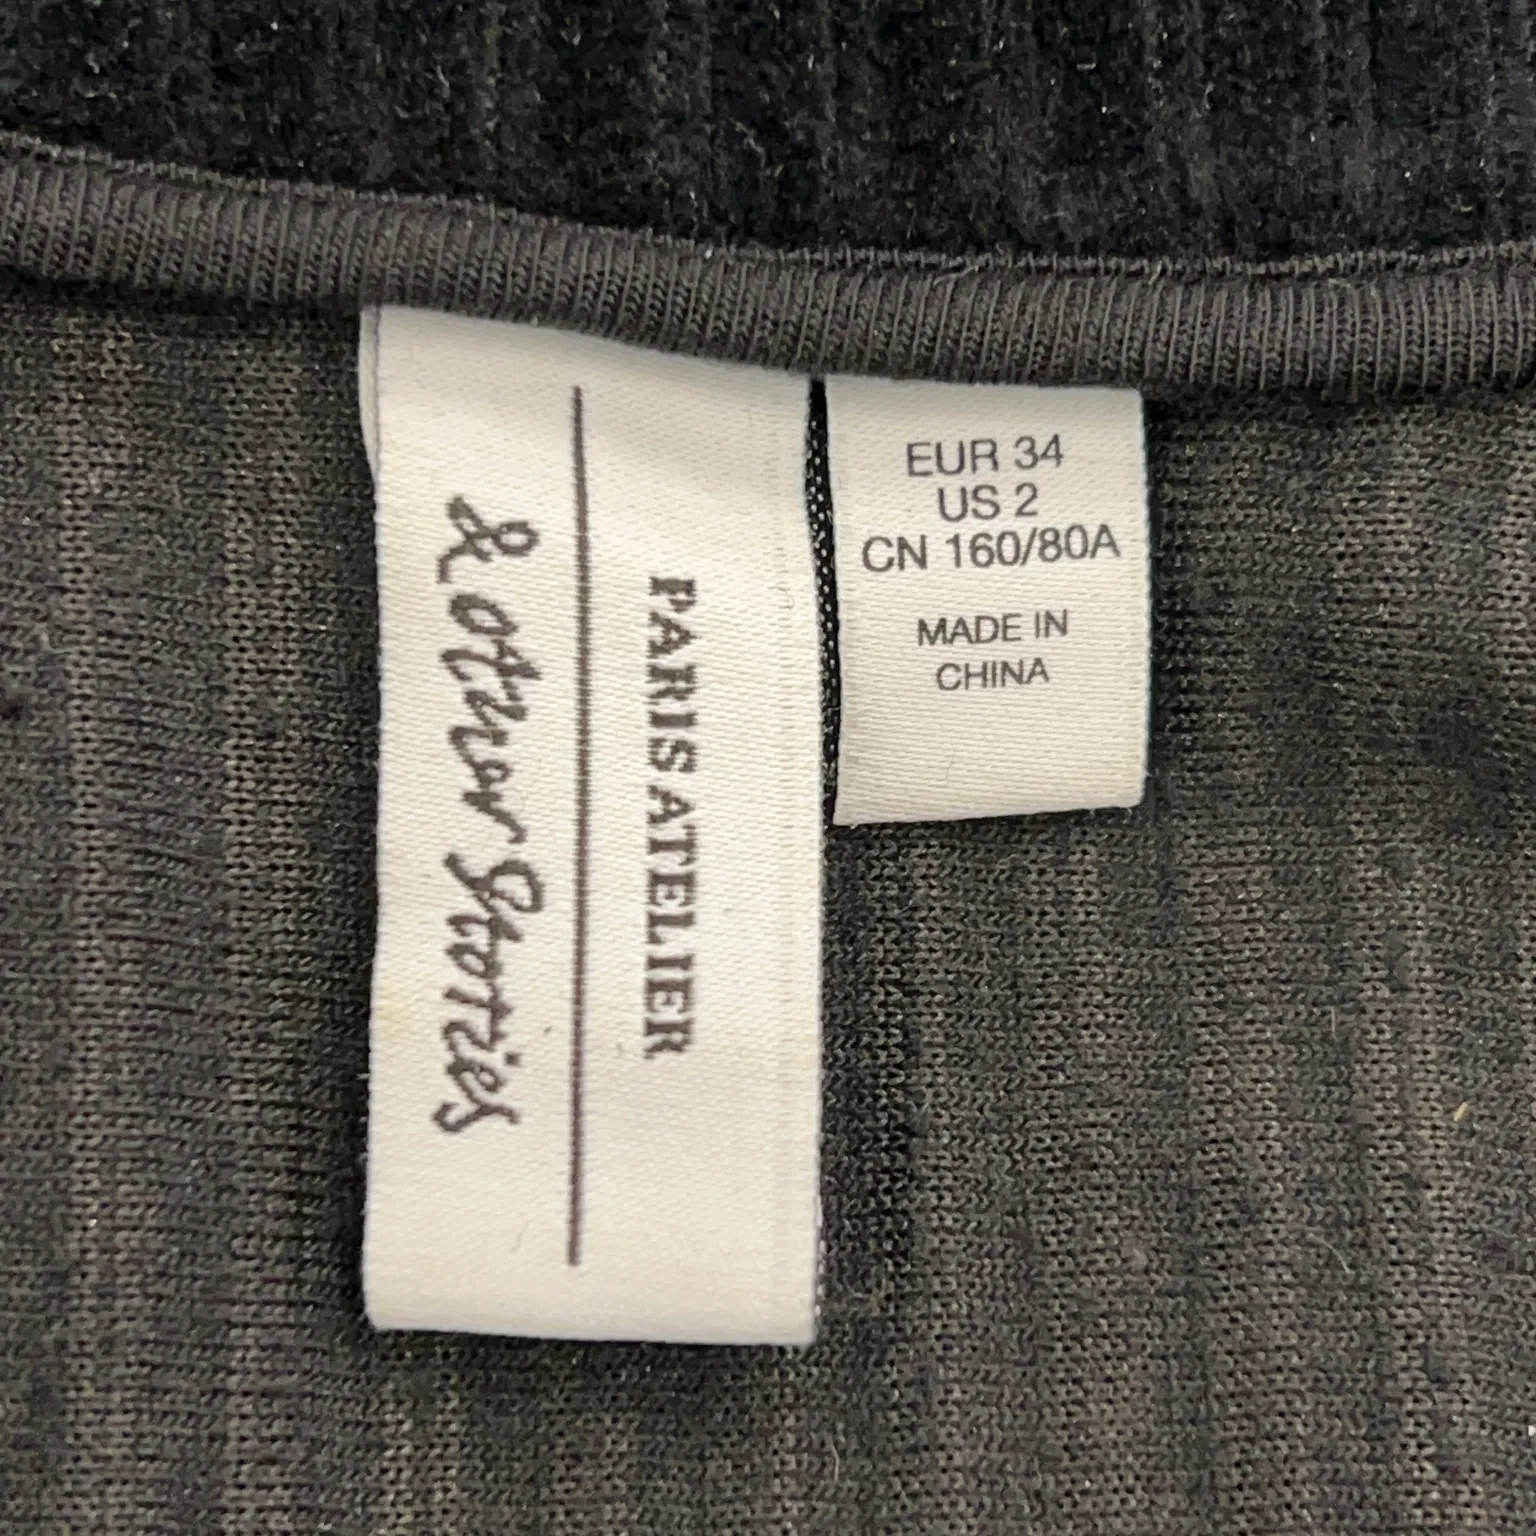 & Other Stories
PARIS ATELIER
EUR 34
US 2
CN 160/80A
MADE IN
CHINA